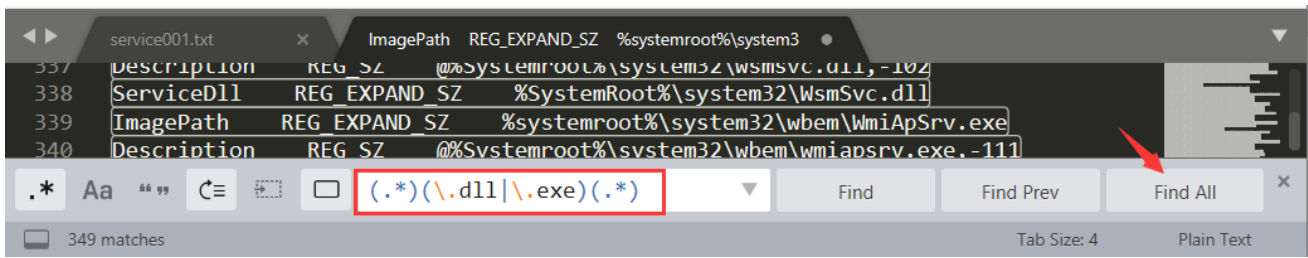 service001.txt × ImagePath REG_EXPAND_SZ %systemroot%\system3
337 Description REG_SZ @%Systemroot%\system32\wsmsvc.dll,-102
338 ServiceDll REG_EXPAND_SZ %SystemRoot%\system32\WsmSvc.dll
339 ImagePath REG_EXPAND_SZ %systemroot%\system32\wbem\WmiApSrv.exe
340 Description REG_SZ @%Systemroot%\system32\wbem\wmiapsrv.exe,-111
.* Aa “” (.*)(\.dll|\.exe)(.*) Find Find Prev Find All ×
349 matches Tab Size: 4 Plain Text